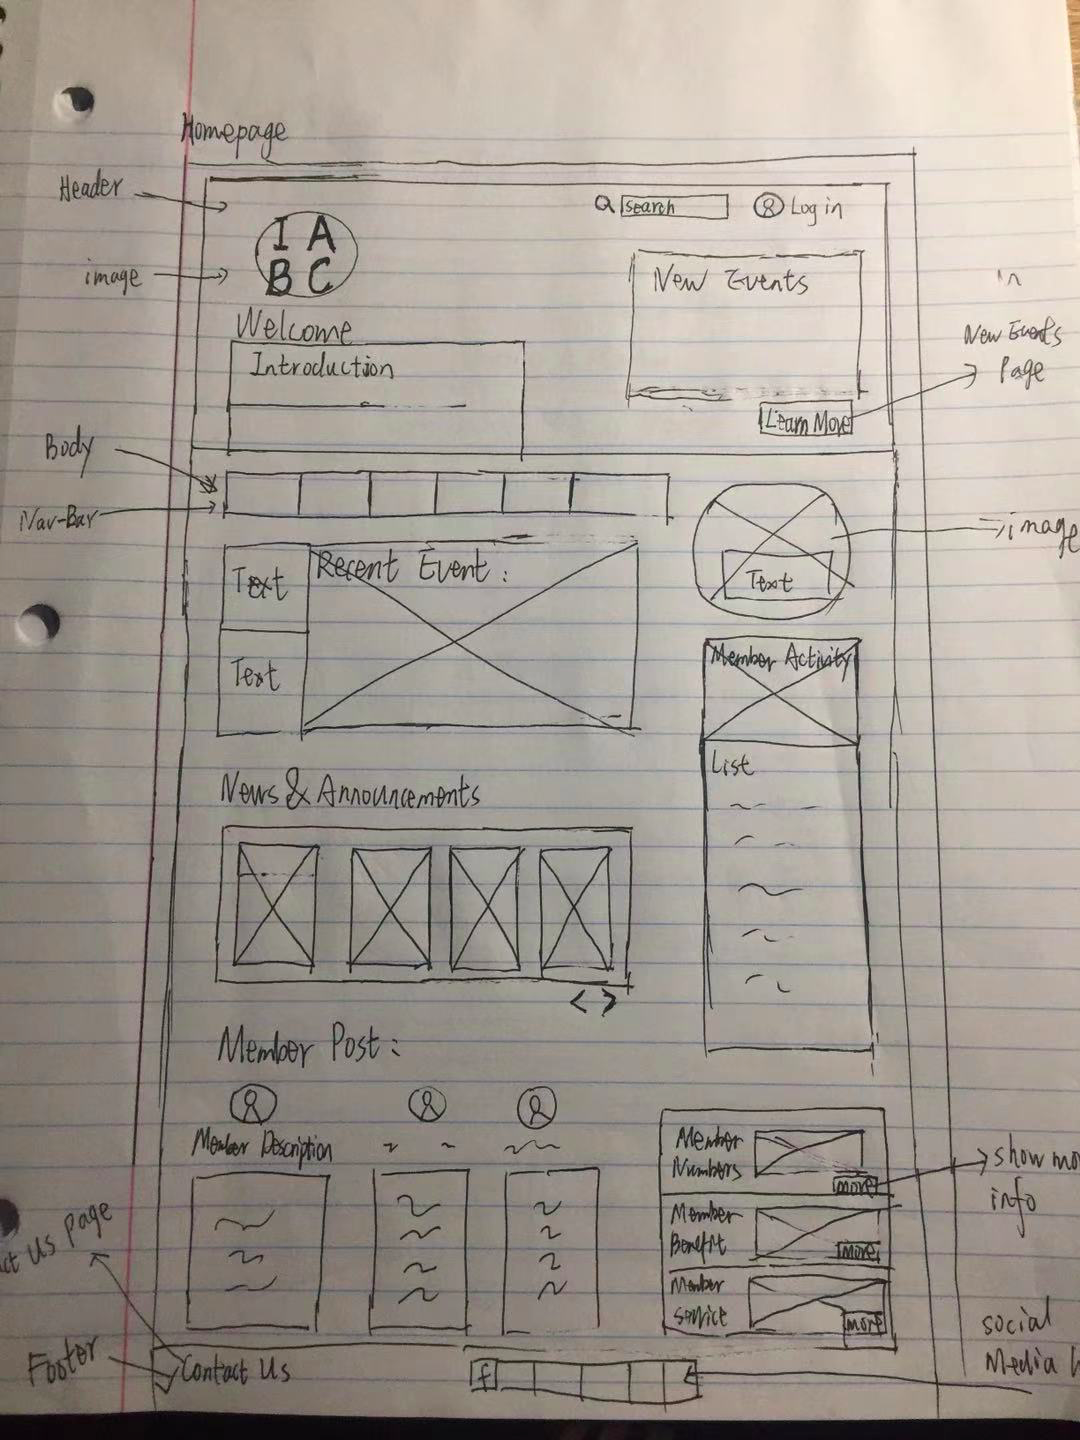 Homepage
Header
search
Log in
I A
B C
image
New Events
in
Welcome
Introduction
New Events
Page
Learn More
Body
Nav-Bar
image
Text
Recent Event:
Text
Text
Member Activity
List
News & Announcements
< >
Member Post:
Member Description
Member
Numbers
more
show mo
info
Member
Benefit
more
Member
more
ct Us page
Footer
Contact Us
f
social
Media